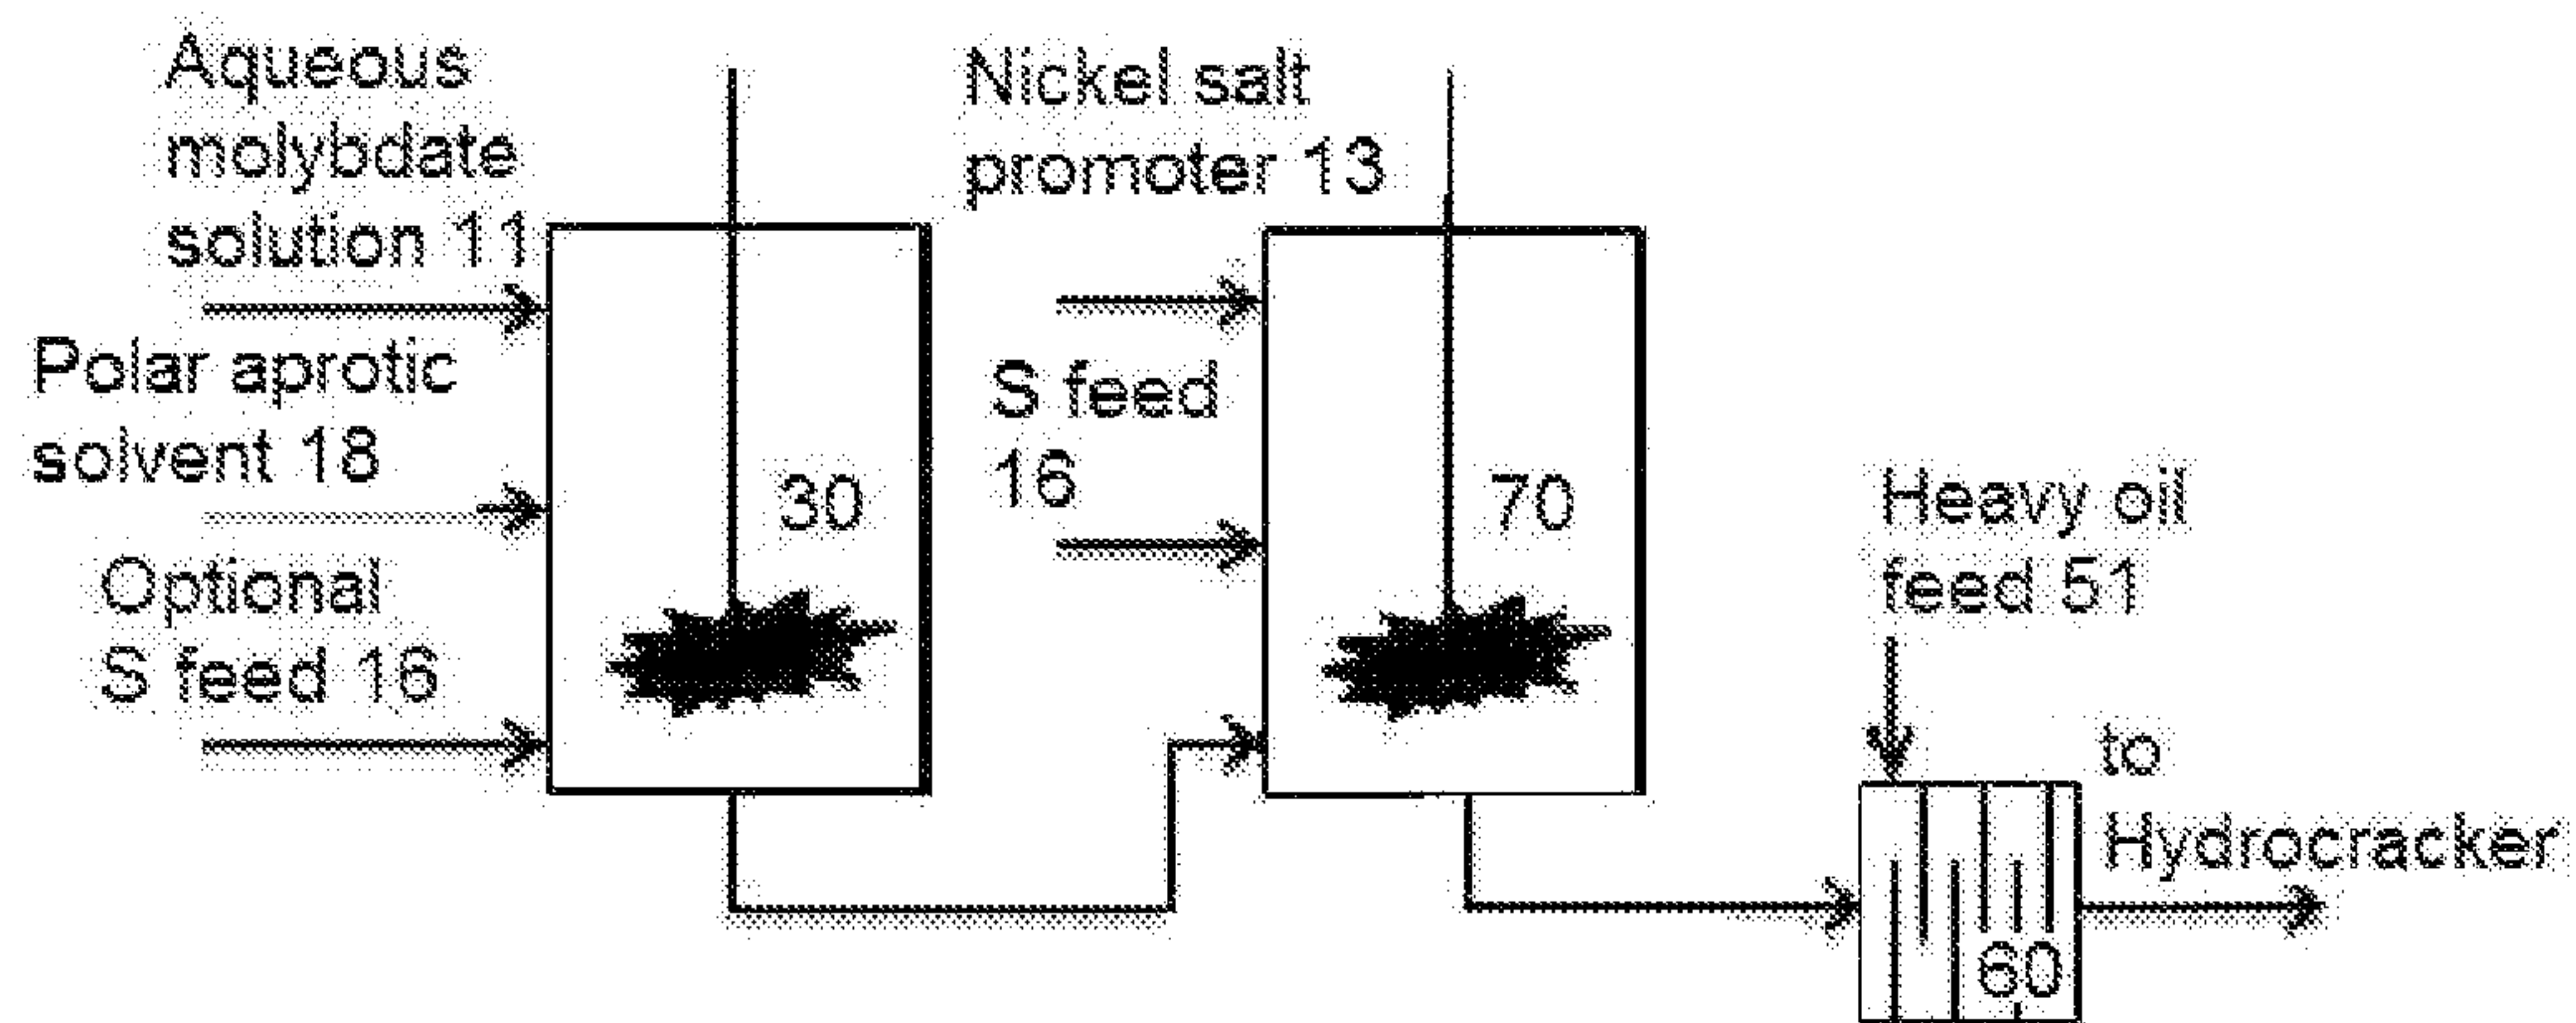 Aqueous
molybdate
solution 11
Polar aprotic
solvent 18
Optional
S feed 16
30
Nickel salt
promoter 13
S feed
16
70
Heavy oil
feed 51
60
to
Hydrocracker